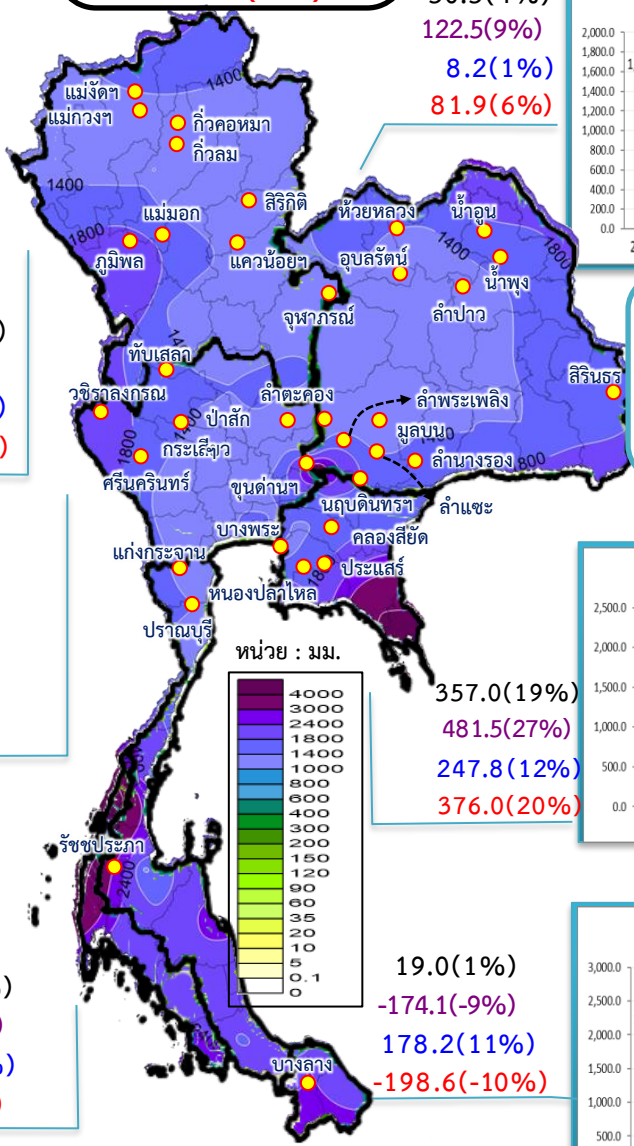 122.5(9%)
8.2(1%)
81.9(6%)
2,000.0
1,800.0
1,600.0
1,400.0
1,200.0
1,000.0
800.0
600.0
400.0
200.0
0.0
1400
แม่งัดฯ
แม่กวงฯ
กิ่วคอหมา
กิ่วลม
1400
สิริกิติ
แม่มอก
1800
ภูมิพล
แควน้อยฯ
ห้วยหลวง
น้ำอูน
1400
1800
อุบลรัตน์
น้ำพุง
จุฬาภรณ์
ลำปาว
ทับเสลา
สิรินธร
วชิราลงกรณ
ลำตะคอง
ลำพระเพลิง
ป่าสัก
1400
มูลบน
1800
กระเสียว
1400
ลำนางรอง
800
ศรีนครินทร์
ขุนด่านฯ
ลำแซะ
นฤบดินทรฯ
บางพระ
คลองสียัด
แก่งกระจาน
ประแสร์
หนองปลาไหล
ปราณบุรี
หน่วย : มม.
4000
3000
2400
1800
1400
1000
800
600
400
300
200
150
120
90
60
35
20
10
5
0.1
0
357.0(19%)
481.5(27%)
247.8(12%)
376.0(20%)
2,500.0
2,000.0
1,500.0
1,000.0
500.0
0.0
รัชชประภา
2400
19.0(1%)
-174.1(-9%)
178.2(11%)
-198.6(-10%)
บางลาง
3,000.0
2,500.0
2,000.0
1,500.0
1,000.0
500.0